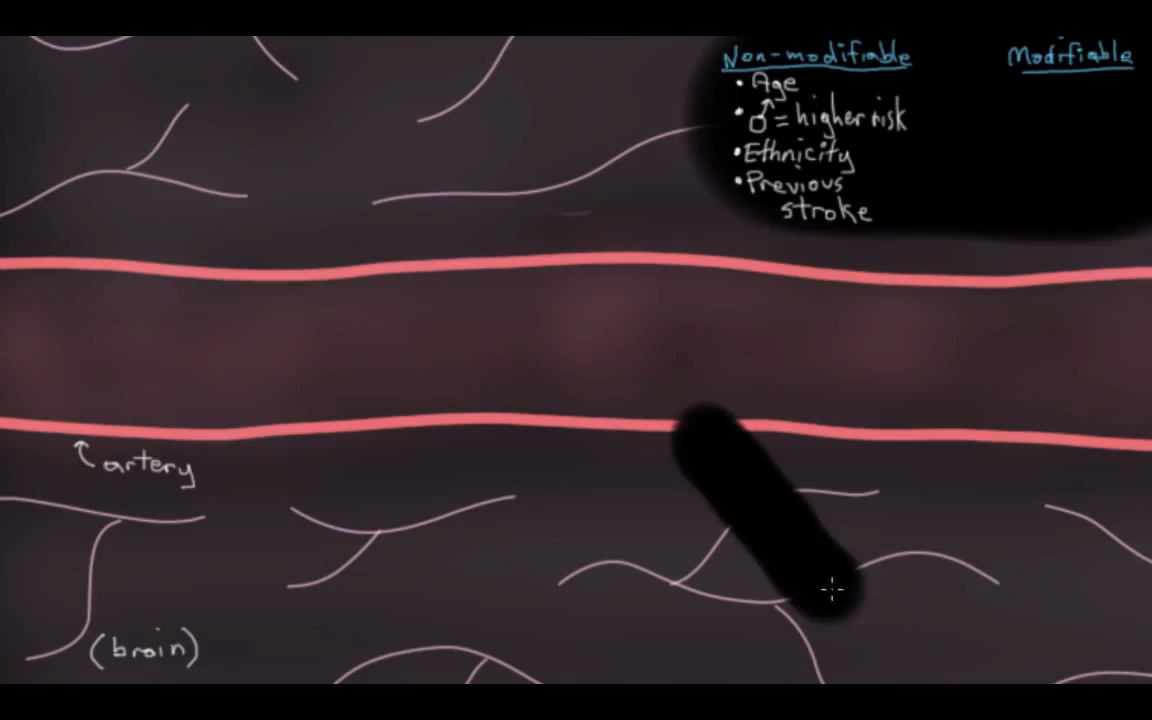 Non-modifiable Modifiable
• Age
• ♂ = higher risk
• Ethnicity
• Previous
stroke
artery
(brain)